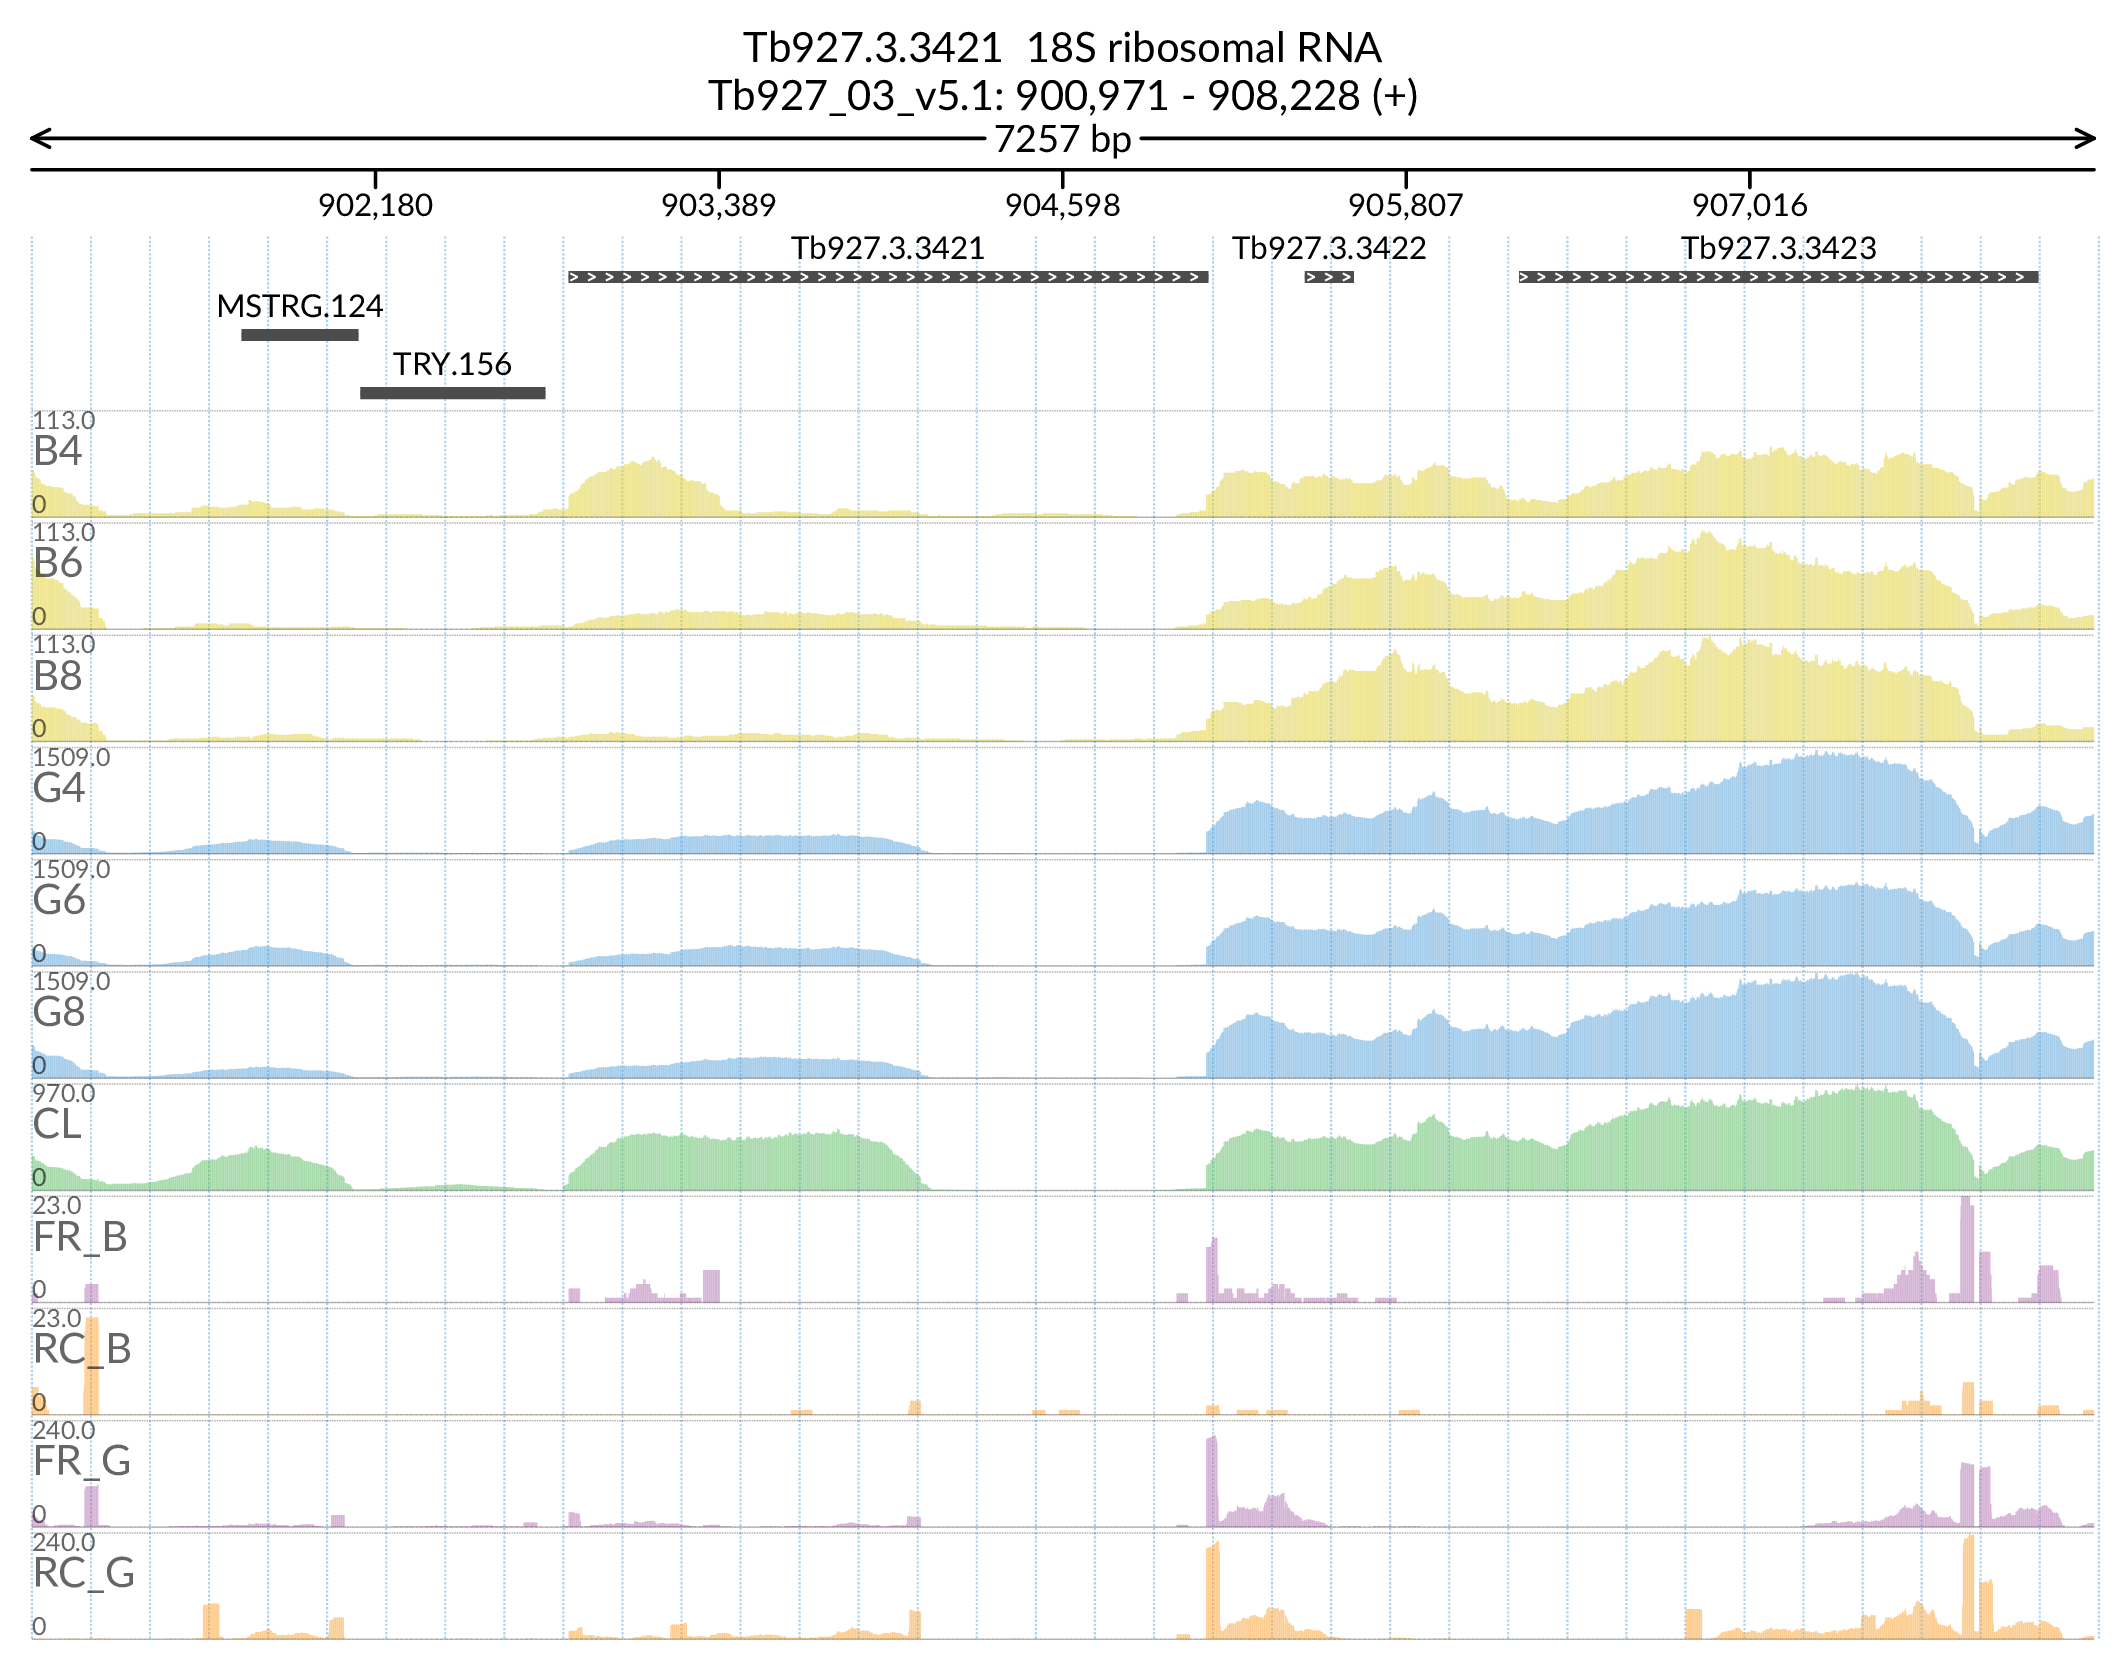 Tb927.3.3421 18S ribosomal RNA
Tb927_03_v5.1: 900,971 - 908,228 (+)
7257 bp
902,180 903,389 904,598 905,807 907,016
Tb927.3.3421 Tb927.3.3422 Tb927.3.3423
MSTRG.124
TRY.156
113.0
B4
0
113.0
B6
0
113.0
B8
0
1509.0
G4
0
1509.0
G6
0
1509.0
G8
0
970.0
CL
0
23.0
FR_B
0
23.0
RC_B
0
240.0
FR_G
0
240.0
RC_G
0